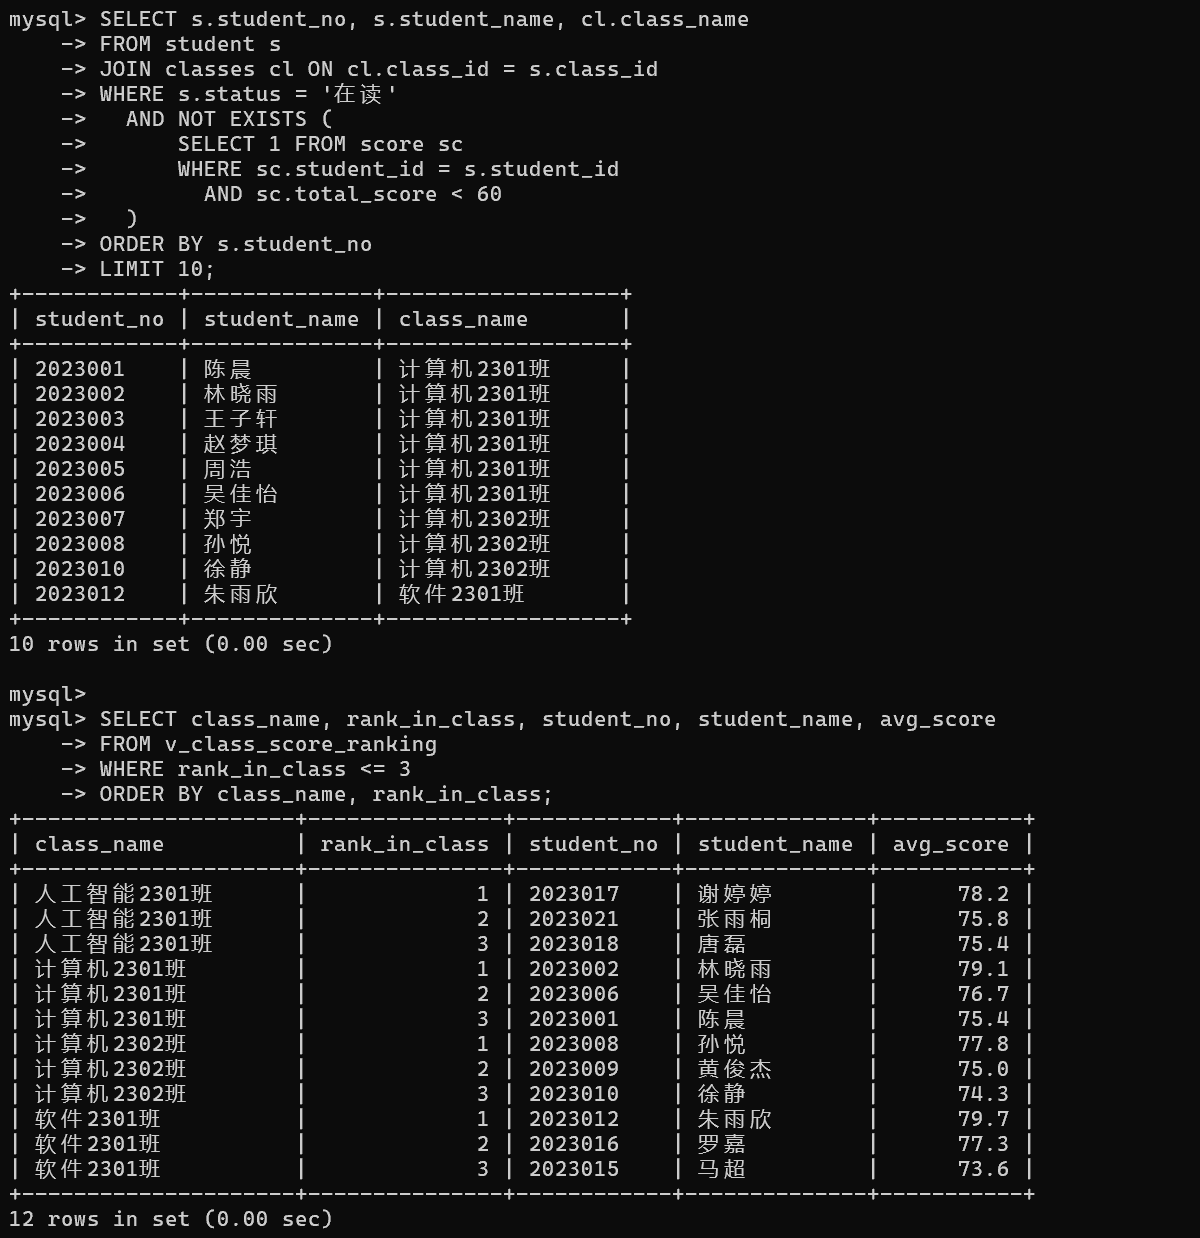 mysql> SELECT s.student_no, s.student_name, cl.class_name
    -> FROM student s
    -> JOIN classes cl ON cl.class_id = s.class_id
    -> WHERE s.status = '在读'
    ->   AND NOT EXISTS (
    ->       SELECT 1 FROM score sc
    ->       WHERE sc.student_id = s.student_id
    ->         AND sc.total_score < 60
    ->   )
    -> ORDER BY s.student_no
    -> LIMIT 10;
+------------+--------------+------------------+
| student_no | student_name | class_name       |
+------------+--------------+------------------+
| 2023001    | 陈晨         | 计算机2301班     |
| 2023002    | 林晓雨       | 计算机2301班     |
| 2023003    | 王子轩       | 计算机2301班     |
| 2023004    | 赵梦琪       | 计算机2301班     |
| 2023005    | 周浩         | 计算机2301班     |
| 2023006    | 吴佳怡       | 计算机2301班     |
| 2023007    | 郑宇         | 计算机2302班     |
| 2023008    | 孙悦         | 计算机2302班     |
| 2023010    | 徐静         | 计算机2302班     |
| 2023012    | 朱雨欣       | 软件2301班       |
+------------+--------------+------------------+
10 rows in set (0.00 sec)

mysql>
mysql> SELECT class_name, rank_in_class, student_no, student_name, avg_score
    -> FROM v_class_score_ranking
    -> WHERE rank_in_class <= 3
    -> ORDER BY class_name, rank_in_class;
+---------------------+---------------+------------+--------------+-----------+
| class_name          | rank_in_class | student_no | student_name | avg_score |
+---------------------+---------------+------------+--------------+-----------+
| 人工智能2301班      |             1 | 2023017    | 谢婷婷       |      78.2 |
| 人工智能2301班      |             2 | 2023021    | 张雨桐       |      75.8 |
| 人工智能2301班      |             3 | 2023018    | 唐磊         |      75.4 |
| 计算机2301班        |             1 | 2023002    | 林晓雨       |      79.1 |
| 计算机2301班        |             2 | 2023006    | 吴佳怡       |      76.7 |
| 计算机2301班        |             3 | 2023001    | 陈晨         |      75.4 |
| 计算机2302班        |             1 | 2023008    | 孙悦         |      77.8 |
| 计算机2302班        |             2 | 2023009    | 黄俊杰       |      75.0 |
| 计算机2302班        |             3 | 2023010    | 徐静         |      74.3 |
| 软件2301班          |             1 | 2023012    | 朱雨欣       |      79.7 |
| 软件2301班          |             2 | 2023016    | 罗嘉         |      77.3 |
| 软件2301班          |             3 | 2023015    | 马超         |      73.6 |
+---------------------+---------------+------------+--------------+-----------+
12 rows in set (0.00 sec)